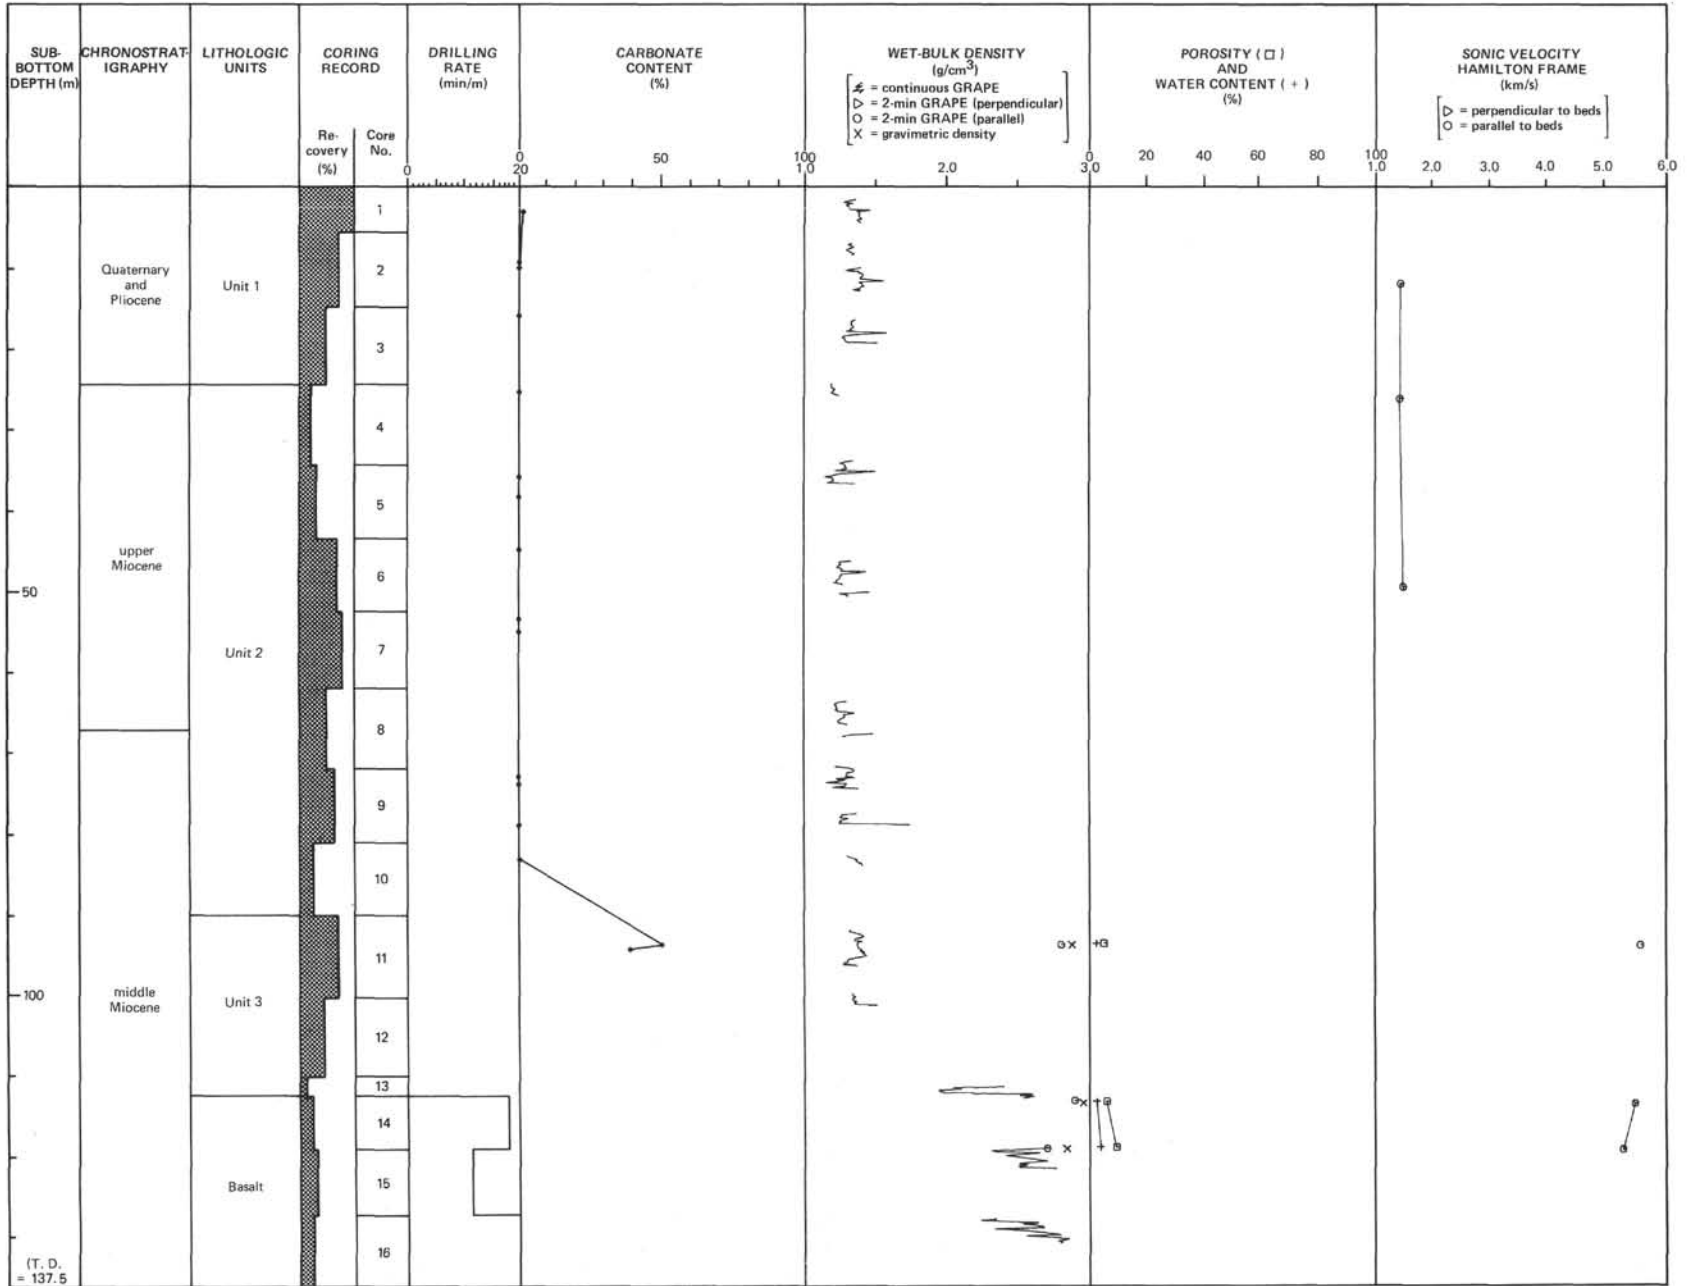 SUB-
BOTTOM
DEPTH (m)
CHRONOSTRAT-
IGRAPHY
LITHOLOGIC
UNITS
CORING
RECORD
Re-
covery
(%)
Core
No.
DRILLING
RATE
(min/m)
CARBONATE
CONTENT
(%)
WET-BULK DENSITY
(g/cm3)
= continuous GRAPE
▷ = 2-min GRAPE (perpendicular)
O = 2-min GRAPE (parallel)
X = gravimetric density
POROSITY (□)
AND
WATER CONTENT (+)
(%)
SONIC VELOCITY
HAMILTON FRAME
(km/s)
▷ = perpendicular to beds
O = parallel to beds
0 50 100 0 20 40 60 80 100
0 20 1.0 2.0 3.0 1.0 2.0 3.0 4.0 5.0 6.0
1
2
Quaternary
and
Pliocene
Unit 1
3
4
5
upper
Miocene
6
50
7
Unit 2
8
9
10
11
middle
Miocene
100
Unit 3
12
13
14
15
Basalt
16
(T. D.
= 137.5